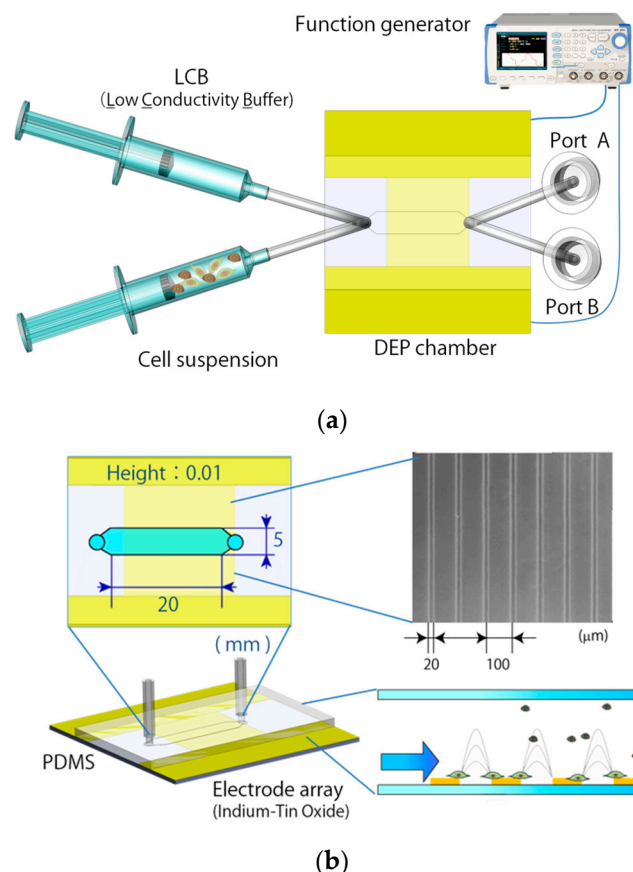 Function generator
LCB
(Low Conductivity Buffer)
Port A
Port B
Cell suspension
DEP chamber
(a)
Height：0.01
5
20
(mm)
(μm)
20
100
PDMS
Electrode array
(Indium-Tin Oxide)
(b)